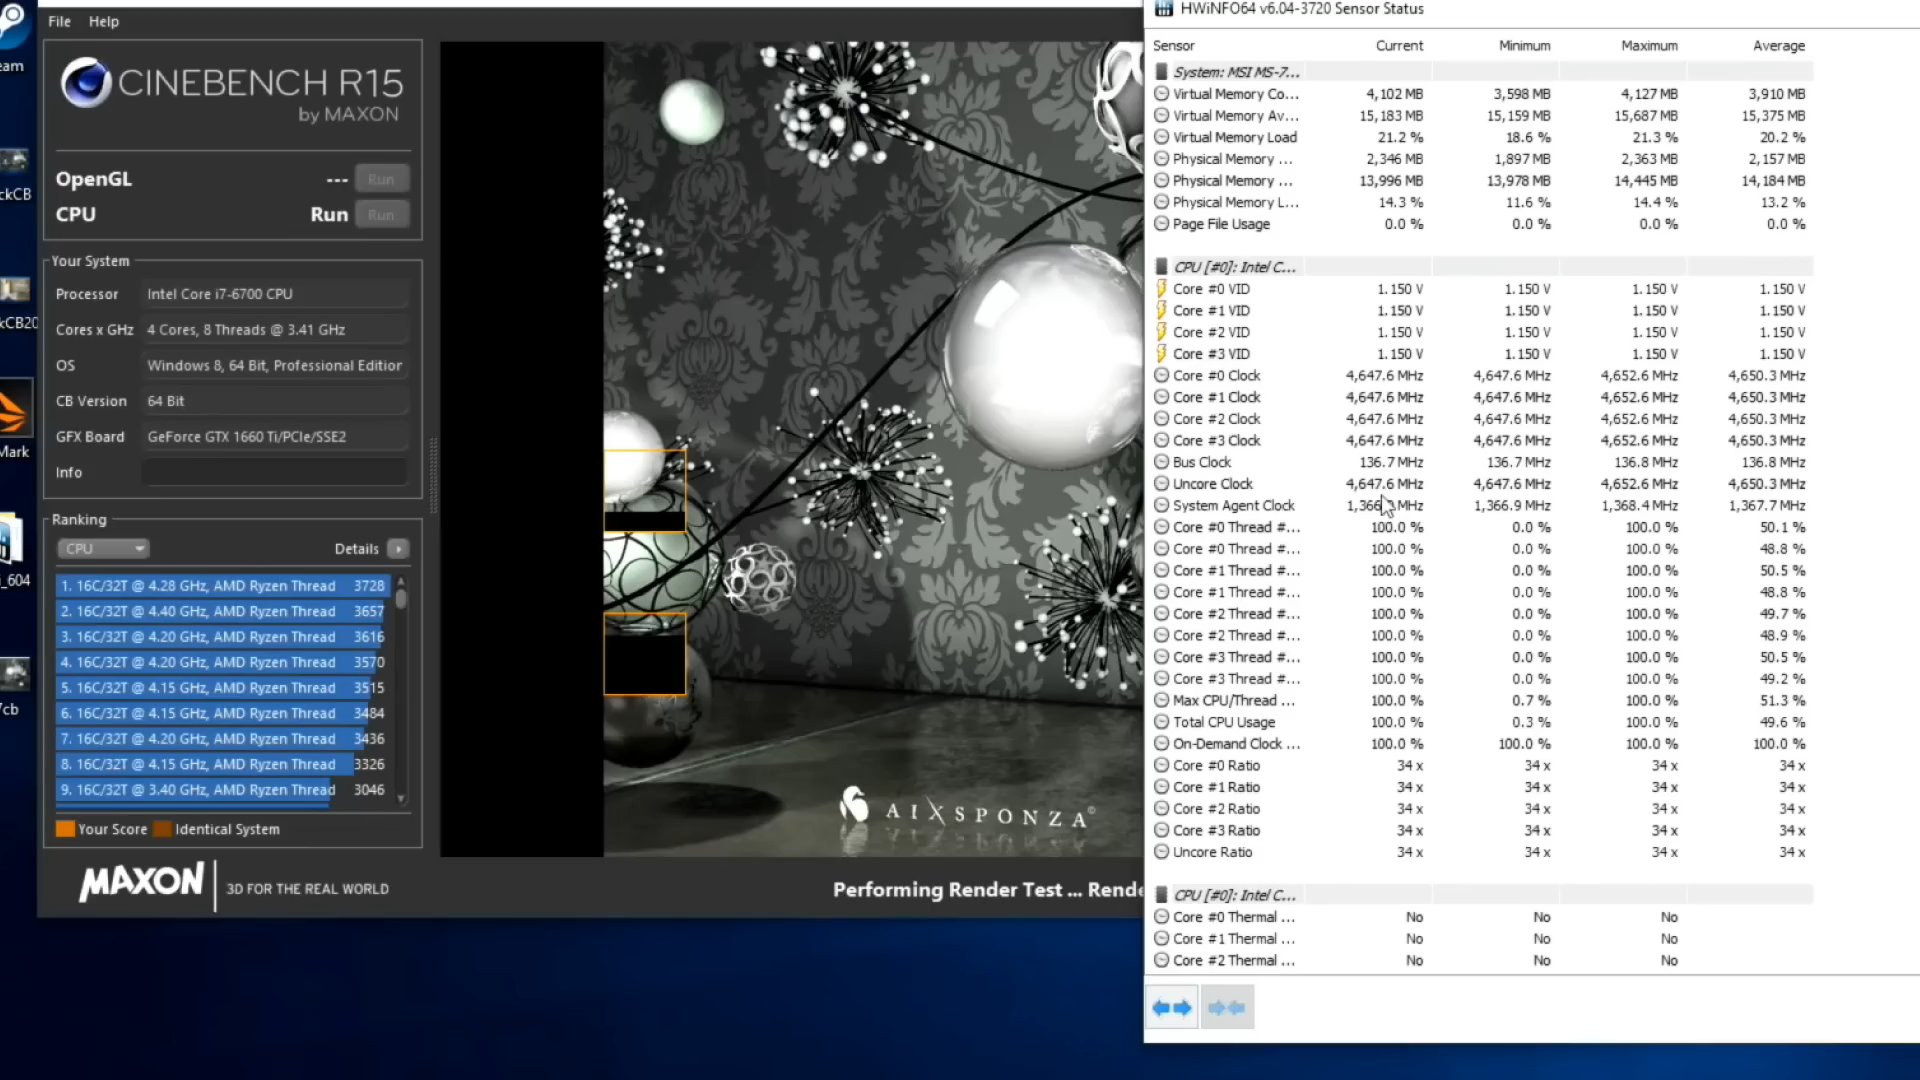 File Help
CINEBENCH R15
by MAXON
OpenGL --- Run
CPU Run Run
Your System
Processor Intel Core i7-6700 CPU
Cores x GHz 4 Cores, 8 Threads @ 3.41 GHz
OS Windows 8, 64 Bit, Professional Edition
CB Version 64 Bit
GFX Board GeForce GTX 1660 Ti/PCIe/SSE2
Info
Ranking
CPU Details
1. 16C/32T @ 4.28 GHz, AMD Ryzen Thread 3728
2. 16C/32T @ 4.40 GHz, AMD Ryzen Thread 3657
3. 16C/32T @ 4.20 GHz, AMD Ryzen Thread 3616
4. 16C/32T @ 4.20 GHz, AMD Ryzen Thread 3570
5. 16C/32T @ 4.15 GHz, AMD Ryzen Thread 3515
6. 16C/32T @ 4.15 GHz, AMD Ryzen Thread 3484
7. 16C/32T @ 4.20 GHz, AMD Ryzen Thread 3436
8. 16C/32T @ 4.15 GHz, AMD Ryzen Thread 3326
9. 16C/32T @ 3.40 GHz, AMD Ryzen Thread 3046
Your Score Identical System
MAXON 3D FOR THE REAL WORLD
AIXSPONZA®
Performing Render Test ... Rende
eam
ckCB
kCB20
Mark
i_604
7cb
HWiNFO64 v6.04-3720 Sensor Status
Sensor Current Minimum Maximum Average
System: MSI MS-7...
Virtual Memory Co... 4,102 MB 3,598 MB 4,127 MB 3,910 MB
Virtual Memory Av... 15,183 MB 15,159 MB 15,687 MB 15,375 MB
Virtual Memory Load 21.2 % 18.6 % 21.3 % 20.2 %
Physical Memory ... 2,346 MB 1,897 MB 2,363 MB 2,157 MB
Physical Memory ... 13,996 MB 13,978 MB 14,445 MB 14,184 MB
Physical Memory L... 14.3 % 11.6 % 14.4 % 13.2 %
Page File Usage 0.0 % 0.0 % 0.0 % 0.0 %
CPU [#0]: Intel C...
Core #0 VID 1.150 V 1.150 V 1.150 V 1.150 V
Core #1 VID 1.150 V 1.150 V 1.150 V 1.150 V
Core #2 VID 1.150 V 1.150 V 1.150 V 1.150 V
Core #3 VID 1.150 V 1.150 V 1.150 V 1.150 V
Core #0 Clock 4,647.6 MHz 4,647.6 MHz 4,652.6 MHz 4,650.3 MHz
Core #1 Clock 4,647.6 MHz 4,647.6 MHz 4,652.6 MHz 4,650.3 MHz
Core #2 Clock 4,647.6 MHz 4,647.6 MHz 4,652.6 MHz 4,650.3 MHz
Core #3 Clock 4,647.6 MHz 4,647.6 MHz 4,652.6 MHz 4,650.3 MHz
Bus Clock 136.7 MHz 136.7 MHz 136.8 MHz 136.8 MHz
Uncore Clock 4,647.6 MHz 4,647.6 MHz 4,652.6 MHz 4,650.3 MHz
System Agent Clock MHz 1,366.9 MHz 1,368.4 MHz 1,367.7 MHz
Core #0 Thread #... 100.0 % 0.0 % 100.0 % 50.1 %
Core #0 Thread #... 100.0 % 0.0 % 100.0 % 48.8 %
Core #1 Thread #... 100.0 % 0.0 % 100.0 % 50.5 %
Core #1 Thread #... 100.0 % 0.0 % 100.0 % 48.8 %
Core #2 Thread #... 100.0 % 0.0 % 100.0 % 49.7 %
Core #2 Thread #... 100.0 % 0.0 % 100.0 % 48.9 %
Core #3 Thread #... 100.0 % 0.0 % 100.0 % 50.5 %
Core #3 Thread #... 100.0 % 0.0 % 100.0 % 49.2 %
Max CPU/Thread ... 100.0 % 0.7 % 100.0 % 51.3 %
Total CPU Usage 100.0 % 0.3 % 100.0 % 49.6 %
On-Demand Clock ... 100.0 % 100.0 % 100.0 % 100.0 %
Core #0 Ratio 34 x 34 x 34 x 34 x
Core #1 Ratio 34 x 34 x 34 x 34 x
Core #2 Ratio 34 x 34 x 34 x 34 x
Core #3 Ratio 34 x 34 x 34 x 34 x
Uncore Ratio 34 x 34 x 34 x 34 x
CPU [#0]: Intel C...
Core #0 Thermal ... No No No
Core #1 Thermal ... No No No
Core #2 Thermal ... No No No